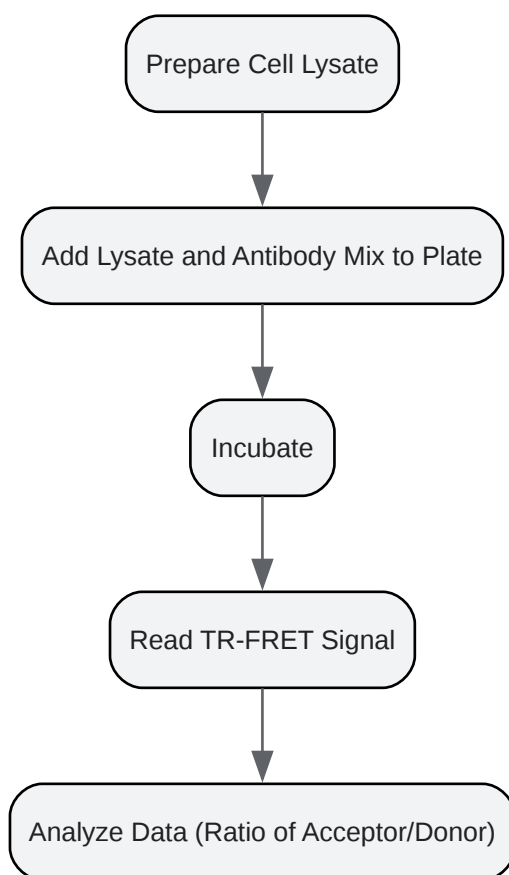 Prepare Cell Lysate
Add Lysate and Antibody Mix to Plate
Incubate
Read TR-FRET Signal
Analyze Data (Ratio of Acceptor/Donor)